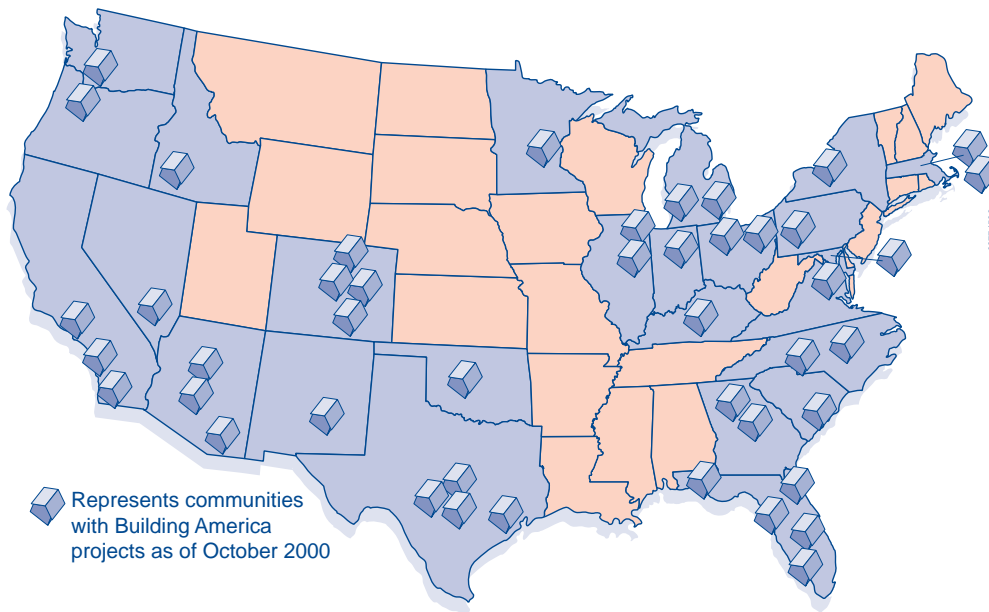 Represents communities
with Building America
projects as of October 2000